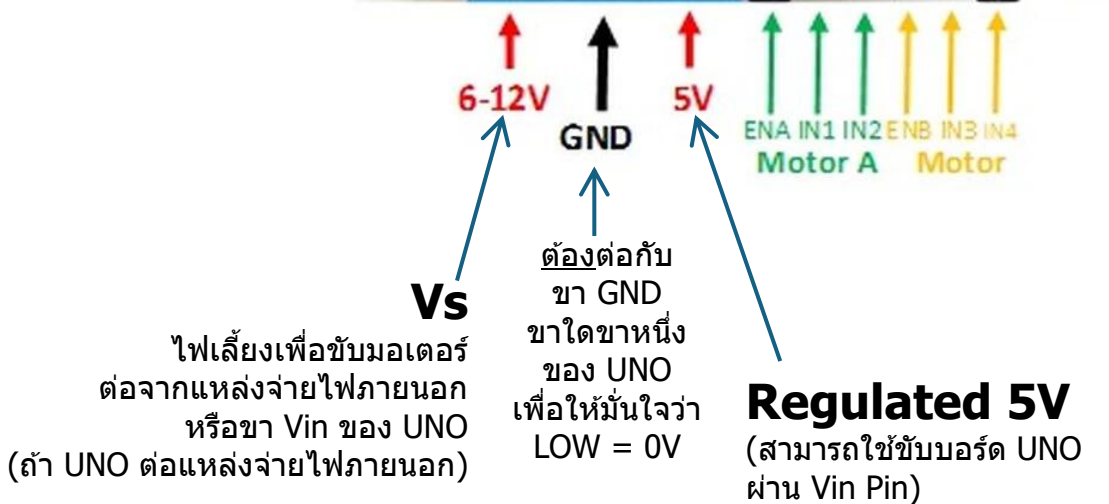 6-12V
GND
5V
ENA IN1 IN2 ENB IN3 IN4
Motor A Motor
Vs
ไฟเลี้ยงเพื่อขับมอเตอร์
ต่อจากแหล่งจ่ายไฟภายนอก
หรือขา Vin ของ UNO
(ถ้า UNO ต่อแหล่งจ่ายไฟภายนอก)
ต้องต่อกับ
ขา GND
ขาใดขาหนึ่ง
ของ UNO
เพื่อให้มั่นใจว่า
LOW = 0V
Regulated 5V
(สามารถใช้ขับบอร์ด UNO
ผ่าน Vin Pin)